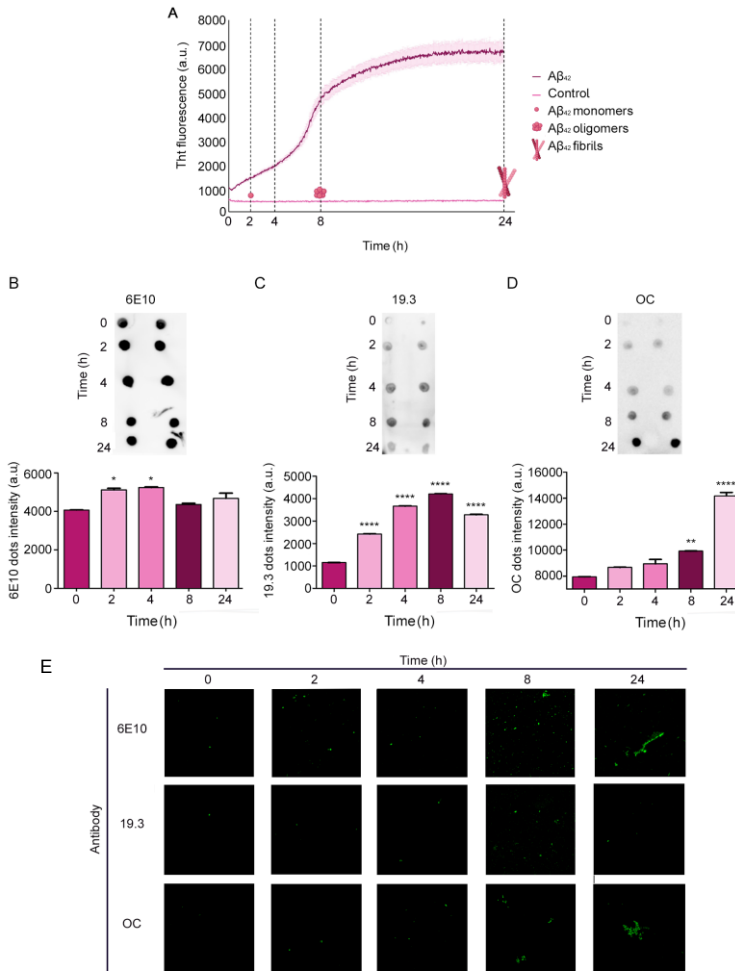 A
Tht fluorescence (a.u.)
8000
7000
6000
5000
4000
3000
2000
1000
0
0 2 4 8 24
Time (h)
Aβ₄₂
Control
Aβ₄₂ monomers
Aβ₄₂ oligomers
Aβ₄₂ fibrils
B
6E10
Time (h)
0
2
4
8
24
6E10 dots intensity (a.u)
6000
4000
2000
0
* *
0 2 4 8 24
Time (h)
C
19.3
Time (h)
0
2
4
8
24
19.3 dots intensity (a.u.)
5000
4000
3000
2000
1000
0
**** **** **** ****
0 2 4 8 24
Time (h)
D
OC
Time (h)
0
2
4
8
24
OC dots intensity (a.u.)
16000
14000
12000
10000
8000
** ****
0 2 4 8 24
Time (h)
E
Time (h)
0 2 4 8 24
Antibody
6E10
19.3
OC